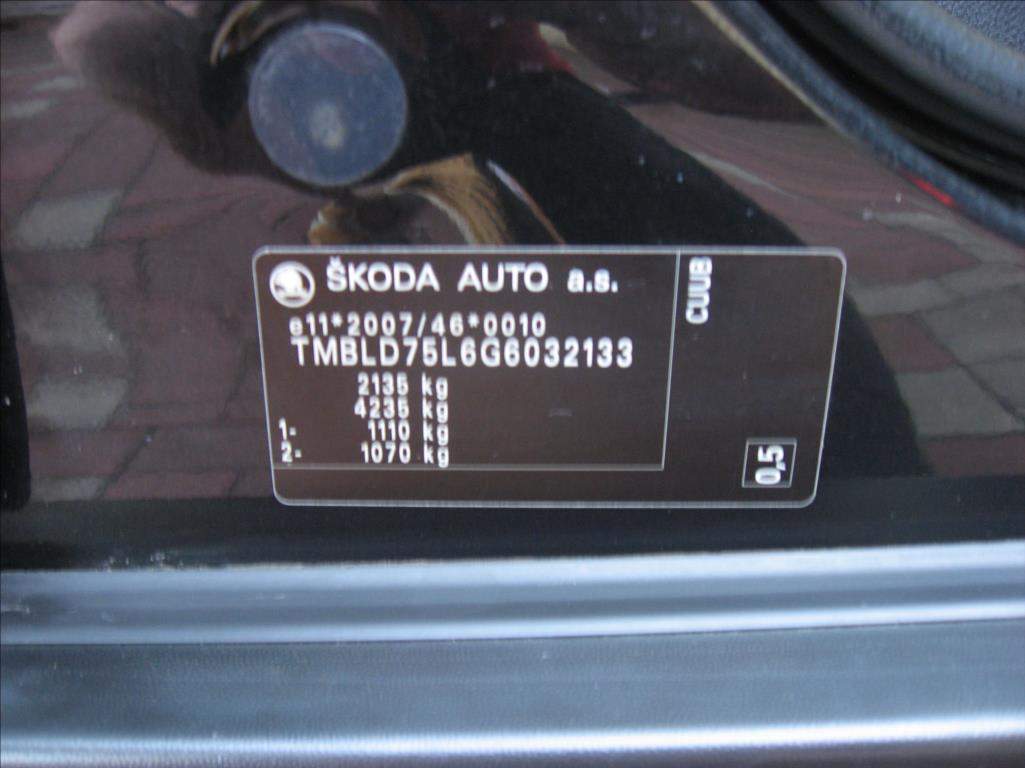 ŠKODA AUTO a.s.
e11*2007/46*0010
TMBLD75L6G6032133
2135 kg
4235 kg
1- 1110 kg
2- 1070 kg
CUUB
0,5